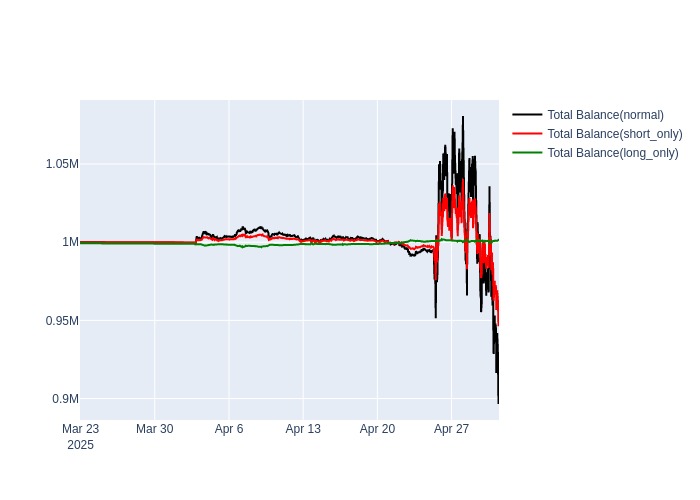 Total Balance(normal)
Total Balance(short_only)
Total Balance(long_only)
1.05M
1M
0.95M
0.9M
Mar 23 Mar 30 Apr 6 Apr 13 Apr 20 Apr 27
2025